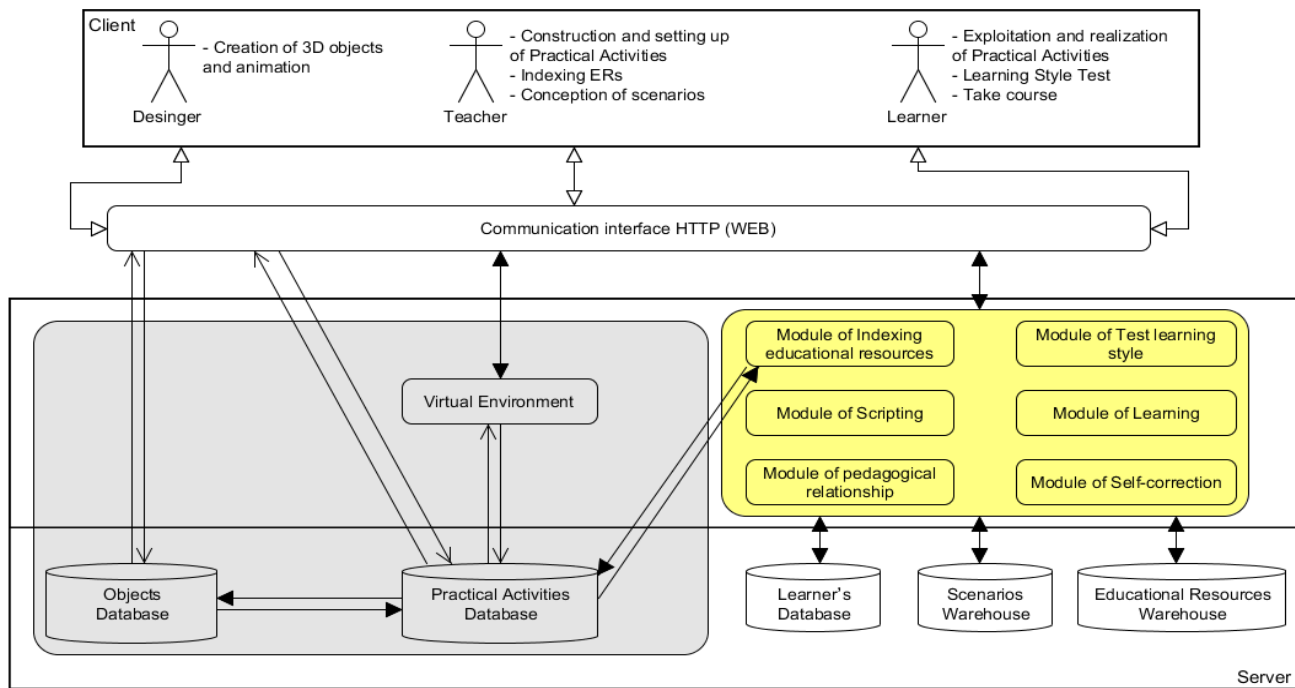 Client
- Creation of 3D objects
and animation
Desinger
- Construction and setting up
of Practical Activities
- Indexing ERs
- Conception of scenarios
Teacher
- Exploitation and realization
of Practical Activities
- Learning Style Test
- Take course
Learner
Communication interface HTTP (WEB)
Virtual Environment
Module of Indexing
educational resources
Module of Test learning
style
Module of Scripting
Module of Learning
Module of pedagogical
relationship
Module of Self-correction
Objects
Database
Practical Activities
Database
Learner's
Database
Scenarios
Warehouse
Educational Resources
Warehouse
Server